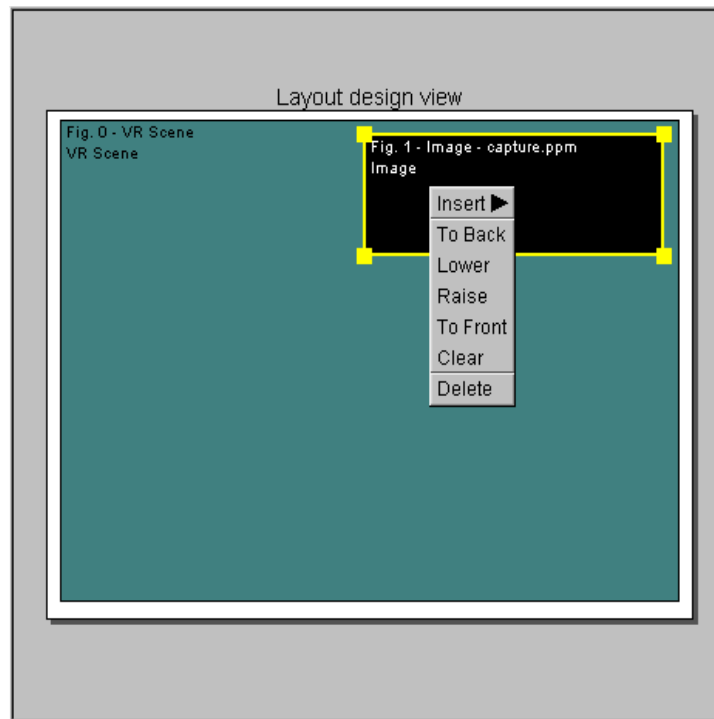 Layout design view
Fig. 0 - VR Scene
VR Scene
Fig. 1 - Image - capture.ppm
Image
Insert
To Back
Lower
Raise
To Front
Clear
Delete